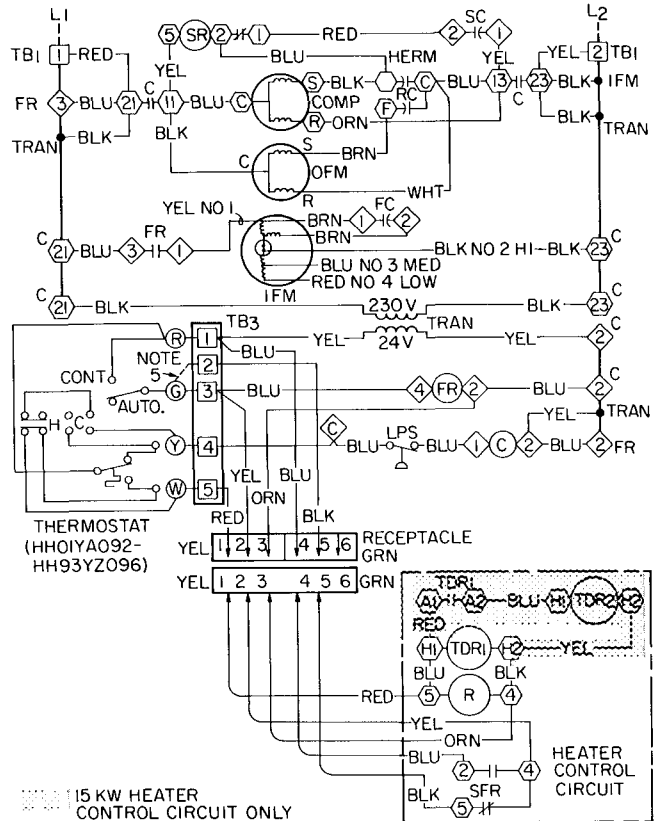 L1 L2
5 SR 2 1 RED 2 SC 1
TB1 1 RED BLU HERM YEL YEL 2 TB1
YEL S BLK C
FR 3 BLU 21 C 11 BLU C COMP RC BLU 13 C 23 BLK IFM
R ORN F
TRAN BLK BLK BLK TRAN
S BRN
C OFM
R WHT
YEL NO 1 BRN 1 FC 2
C 21 BLU 3 FR 1 BRN C
BLK NO 2 HI BLK 23
BLU NO 3 MED
RED NO 4 LOW
C IFM C
21 BLK 230 V BLK 23
TB3 TRAN
R 1 YEL 24 V YEL 2 C
NOTE 2 BLU
CONT 5 C
G 3 BLU 4 FR 2 BLU 2
AUTO. YEL TRAN
H C C LPS
Y 4 BLU BLU 1 C 2 BLU 2 FR
YEL BLU
ORN
W 5 RED BLK
THERMOSTAT
(HH01YA092-
HH93YZ096)
YEL 1 2 3 4 5 6 RECEPTACLE
GRN
YEL 1 2 3 4 5 6 GRN
TDR1
A1 A2 BLU H1 TDR2 H2
RED
H1 TDR1 H2 YEL
BLU BLK
RED 5 R 4
YEL
ORN
BLU 2 4
HEATER
CONTROL
CIRCUIT
BLK 5 SFR
15 KW HEATER
CONTROL CIRCUIT ONLY